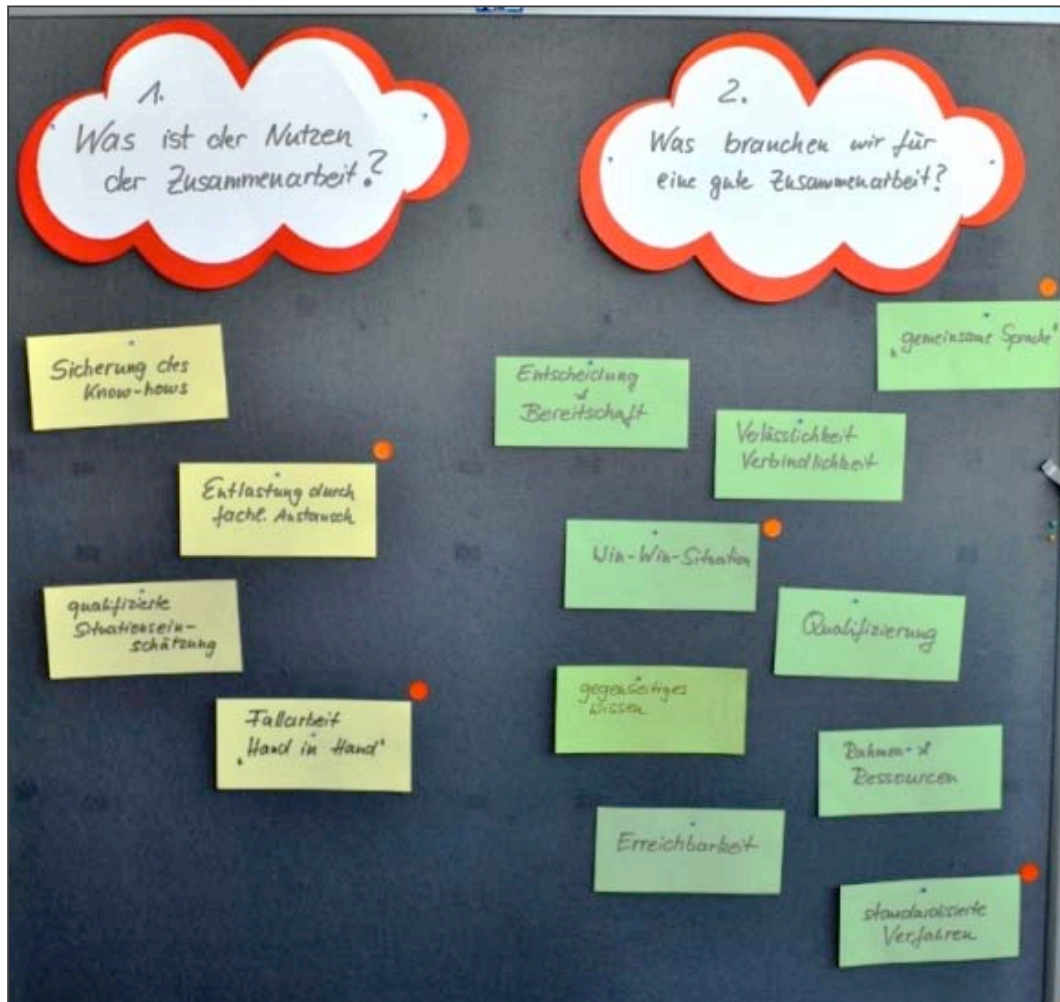 1.
Was ist der Nutzen
der Zusammenarbeit?
Sicherung des
Know-hows
Entlastung durch
fachl. Austausch
qualifizierte
Situationsein-
schätzung
Fallarbeit
„Hand in Hand"
2.
Was brauchen wir für
eine gute Zusammenarbeit?
„gemeinsame Sprache"
Entscheidung
&
Bereitschaft
Verlässlichkeit
Verbindlichkeit
Win-Win-Situation
Qualifizierung
gegenseitiges
Wissen
Rahmen- &
Ressourcen
Erreichbarkeit
standardisierte
Verfahren